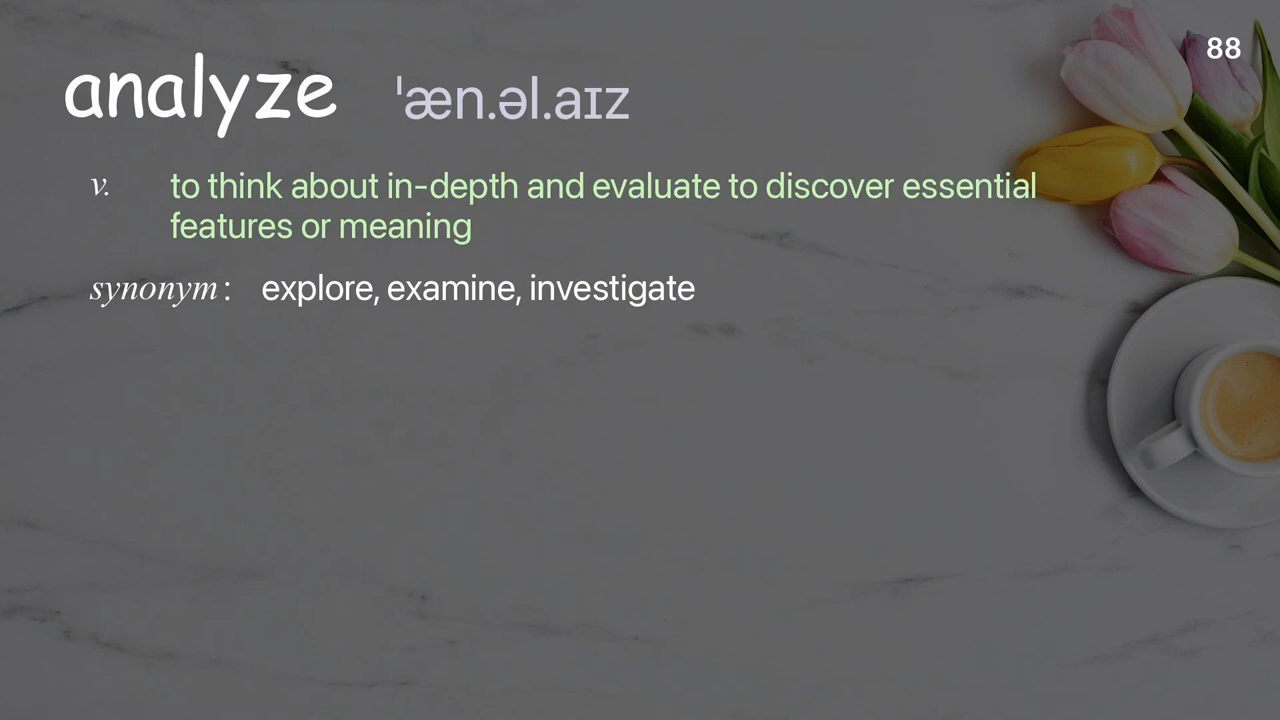 88
analyze ˈæn.əl.aɪz
v. to think about in-depth and evaluate to discover essential
features or meaning
synonym: explore, examine, investigate